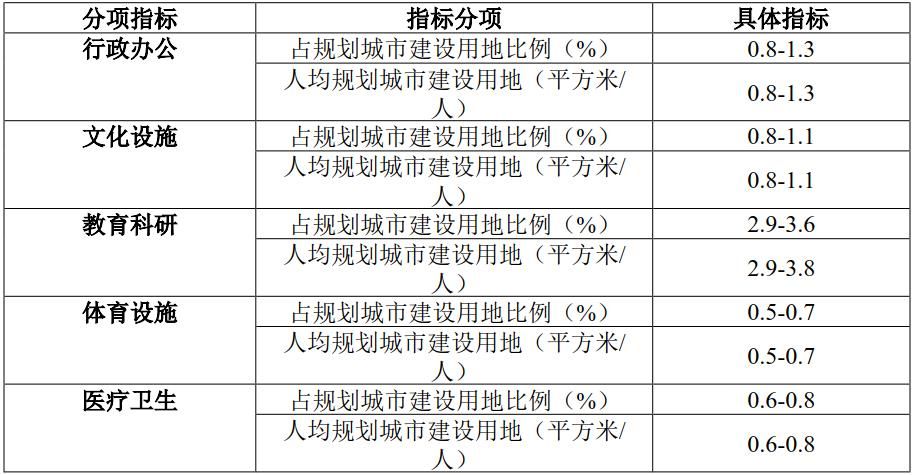 分项指标 指标分项 具体指标
行政办公 占规划城市建设用地比例（%） 0.8-1.3
人均规划城市建设用地（平方米/
人） 0.8-1.3
文化设施 占规划城市建设用地比例（%） 0.8-1.1
人均规划城市建设用地（平方米/
人） 0.8-1.1
教育科研 占规划城市建设用地比例（%） 2.9-3.6
人均规划城市建设用地（平方米/
人） 2.9-3.8
体育设施 占规划城市建设用地比例（%） 0.5-0.7
人均规划城市建设用地（平方米/
人） 0.5-0.7
医疗卫生 占规划城市建设用地比例（%） 0.6-0.8
人均规划城市建设用地（平方米/
人） 0.6-0.8